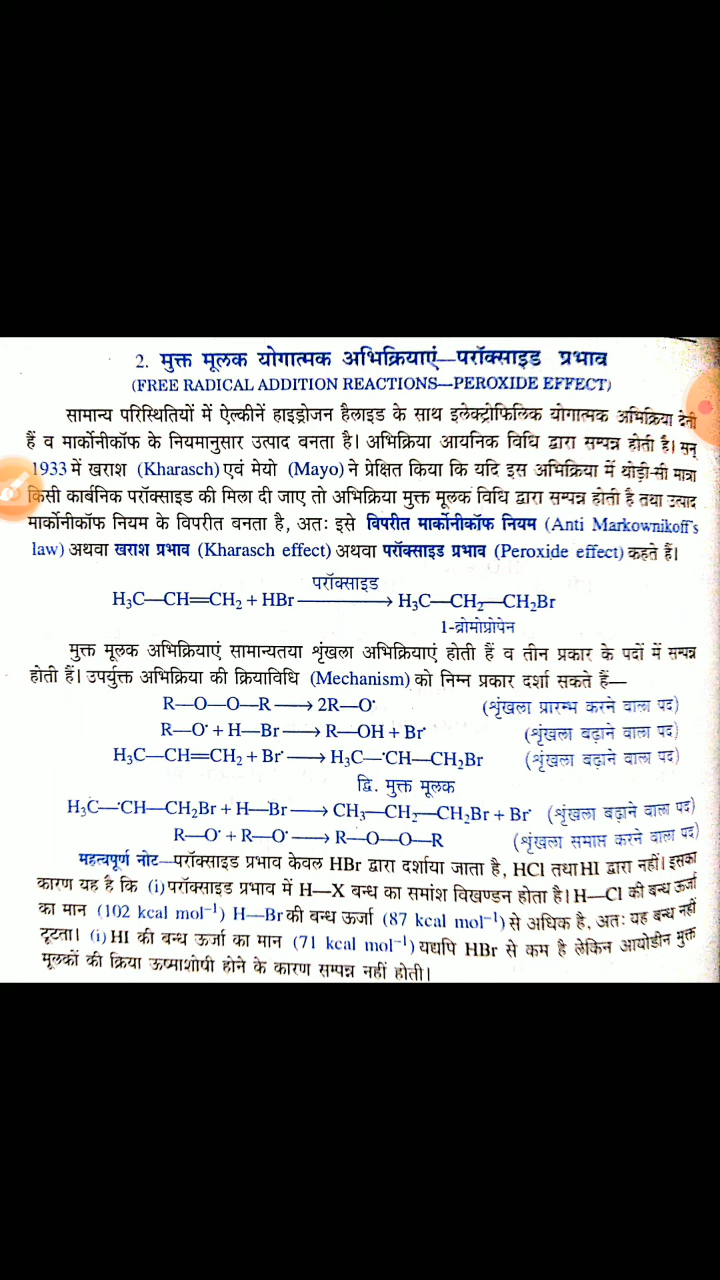 2. मुक्त मूलक योगात्मक अभिक्रियाएं—परॉक्साइड प्रभाव
(FREE RADICAL ADDITION REACTIONS—PEROXIDE EFFECT)
सामान्य परिस्थितियों में ऐल्कीनें हाइड्रोजन हैलाइड के साथ इलेक्ट्रोफिलिक योगात्मक अभिक्रिया देती
हैं व मार्कोनीकॉफ के नियमानुसार उत्पाद बनता है। अभिक्रिया आयनिक विधि द्वारा सम्पन्न होती है। सन्
1933 में खराश (Kharasch) एवं मेयो (Mayo) ने प्रेक्षित किया कि यदि इस अभिक्रिया में थोड़ी-सी मात्रा
किसी कार्बनिक परॉक्साइड की मिला दी जाए तो अभिक्रिया मुक्त मूलक विधि द्वारा सम्पन्न होती है तथा उत्पाद
मार्कोनीकॉफ नियम के विपरीत बनता है, अतः इसे विपरीत मार्कोनीकॉफ नियम (Anti Markownikoff's
law) अथवा खराश प्रभाव (Kharasch effect) अथवा परॉक्साइड प्रभाव (Peroxide effect) कहते हैं।
परॉक्साइड
H₃C—CH═CH₂ + HBr ⟶ H₃C—CH₂—CH₂Br
1-ब्रोमोप्रोपेन
मुक्त मूलक अभिक्रियाएं सामान्यतया शृंखला अभिक्रियाएं होती हैं व तीन प्रकार के पदों में सम्पन्न
होती हैं। उपर्युक्त अभिक्रिया की क्रियाविधि (Mechanism) को निम्न प्रकार दर्शा सकते हैं—
R—O—O—R ⟶ 2R—O˙ (शृंखला प्रारम्भ करने वाला पद)
R—O˙ + H—Br ⟶ R—OH + Br˙ (शृंखला बढ़ाने वाला पद)
H₃C—CH═CH₂ + Br˙ ⟶ H₃C—˙CH—CH₂Br (शृंखला बढ़ाने वाला पद)
द्वि. मुक्त मूलक
H₃C—˙CH—CH₂Br + H—Br ⟶ CH₃—CH₂—CH₂Br + Br˙ (शृंखला बढ़ाने वाला पद)
R—O˙ + R—O˙ ⟶ R—O—O—R (शृंखला समाप्त करने वाला पद)
महत्वपूर्ण नोट—परॉक्साइड प्रभाव केवल HBr द्वारा दर्शाया जाता है, HCl तथा HI द्वारा नहीं। इसका
कारण यह है कि (i) परॉक्साइड प्रभाव में H—X बन्ध का समांश विखण्डन होता है। H—Cl की बन्ध ऊर्जा
का मान (102 kcal mol⁻¹) H—Br की बन्ध ऊर्जा (87 kcal mol⁻¹) से अधिक है, अतः यह बन्ध नहीं
टूटता। (i) HI की बन्ध ऊर्जा का मान (71 kcal mol⁻¹) यद्यपि HBr से कम है लेकिन आयोडीन मुक्त
मूलकों की क्रिया ऊष्माशोषी होने के कारण सम्पन्न नहीं होती।